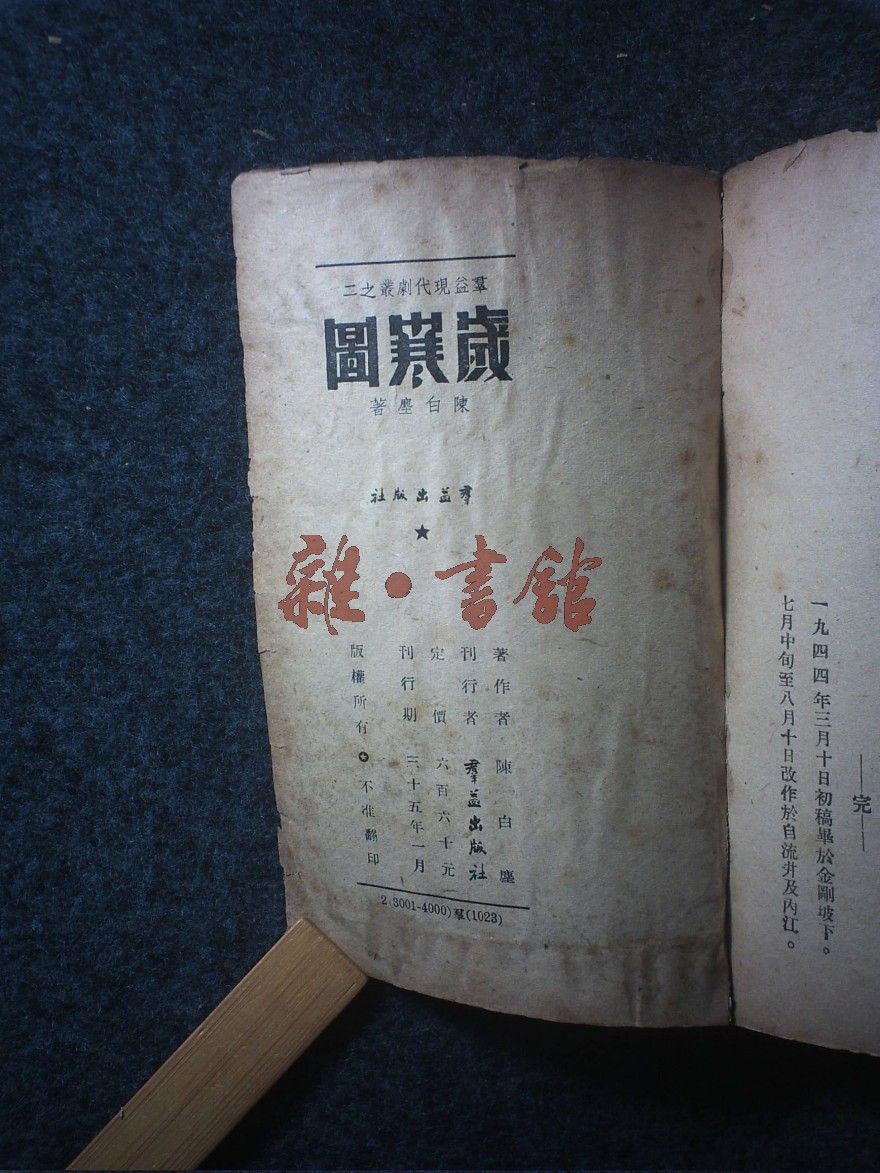 羣益現代劇叢之二
歲寒圖
陳白塵著
羣益出版社
★
雜·書館
著作者 陳白塵
刊行者 羣益出版社
定價 六百六十元
刊行期 三十五年一月
版權所有 ✪ 不准翻印
2(3001-4000)羣(1023)
——完——
一九四四年三月十日初稿畢於金剛坡下。
七月中旬至八月十日改作於自流井及內江。